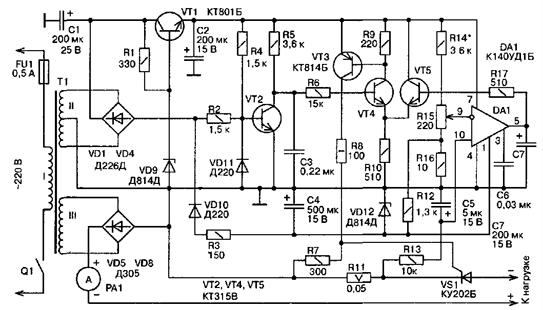 C1
200 мк
25 В
VT1
КТ801Б
C2
200 мк
15 В
R1
330
R4
1,5 к
R5
3,6 к
VT3
КТ814Б
R9
220
VT5
R14*
3 6 к
DA1
К140УД1Б
R17
510
FU1
0,5 А
T1
II
R2
1,5 к
VT2
R6
15к
VT4
R15
220
7
9
DA1
10
5
4
1
3
C7
VD1 VD4
Д226Д
VD9
Д814Д
VD11
Д220
C3
0,22 мк
R8
100
R10
510
R16
10
C6
0,03 мк
~220 В
I
III
VD10
Д220
C4
500 мк
15 В
VD12
Д814Д
R12
1,3 к
C5
5 мк
15 В
C7
200 мк
15 В
R3
150
VD5 VD8
Д305
R7
300
R13
10к
Q1
А
PA1
VT2, VT4, VT5
КТ315В
R11
0,05
VS1
КУ202Б
К нагрузке